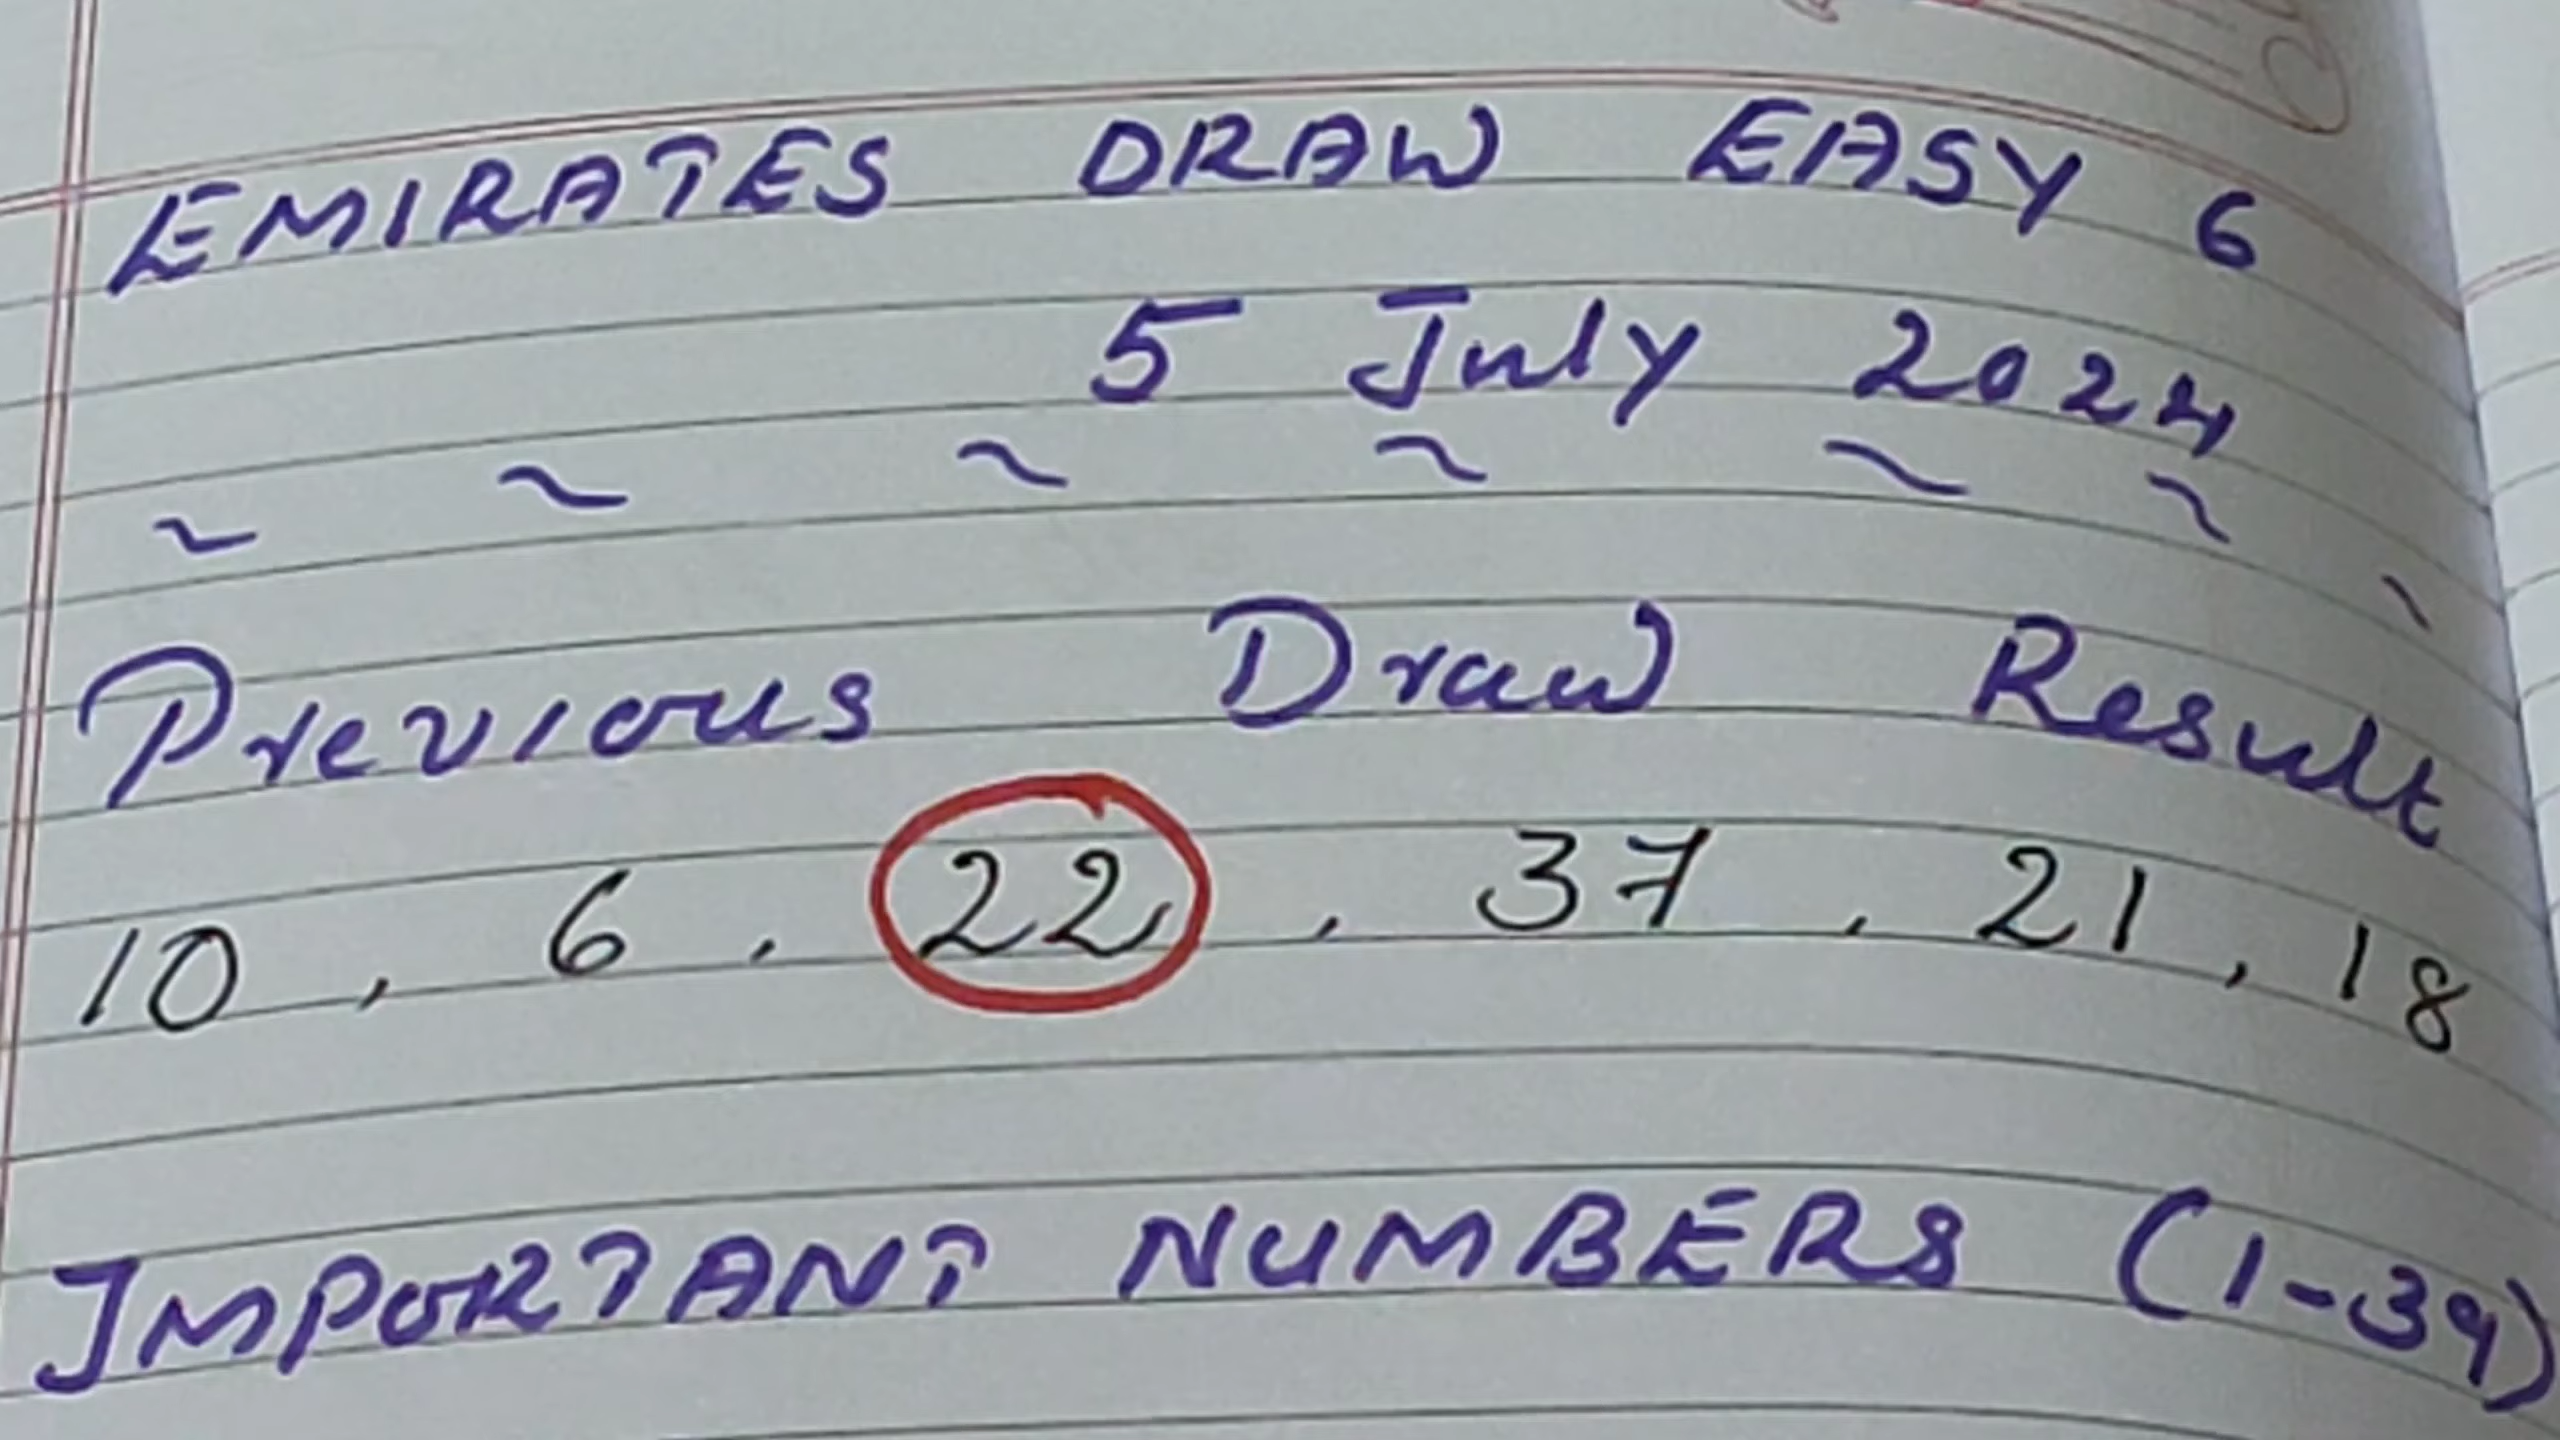 EMIRATES DRAW EASY 6
5 July 2024
~ ~ ~ ~ ~ ~ ~
Previous Draw Result
10, 6, 22, 37, 21, 18
IMPORTANT NUMBERS (1-39)